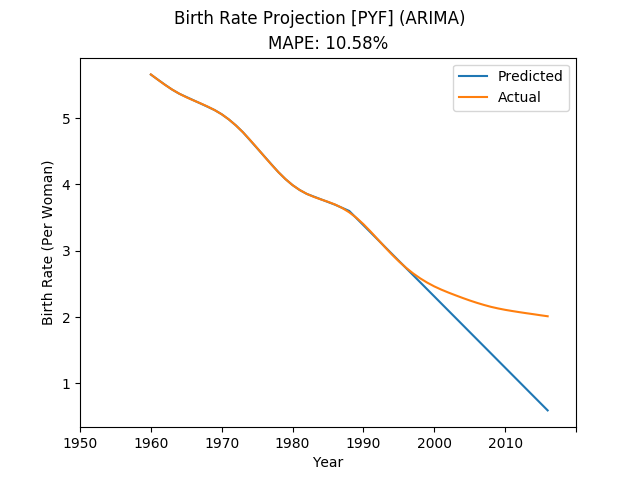 Birth Rate Projection [PYF] (ARIMA)
MAPE: 10.58%
Predicted
Actual
5
4
3
2
1
Birth Rate (Per Woman)
1950 1960 1970 1980 1990 2000 2010
Year